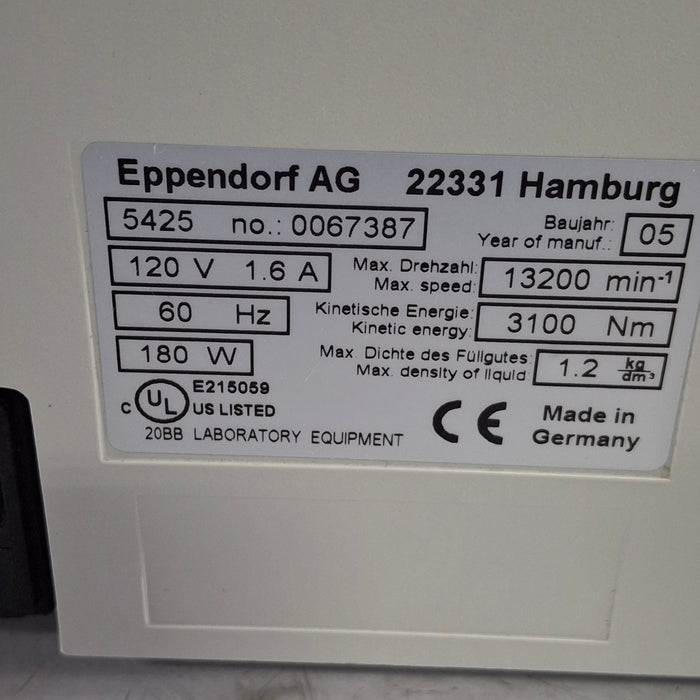 Eppendorf AG 22331 Hamburg
5425 no.: 0067387
Baujahr:
Year of manuf.:
05
120 V 1.6 A
Max. Drehzahl:
Max. speed:
13200 min⁻¹
60 Hz
Kinetische Energie:
Kinetic energy:
3100 Nm
180 W
Max. Dichte des Füllgutes:
Max. density of liquid:
1.2 kg/dm³
C UL E215059
US LISTED
20BB LABORATORY EQUIPMENT
CE
Made in
Germany